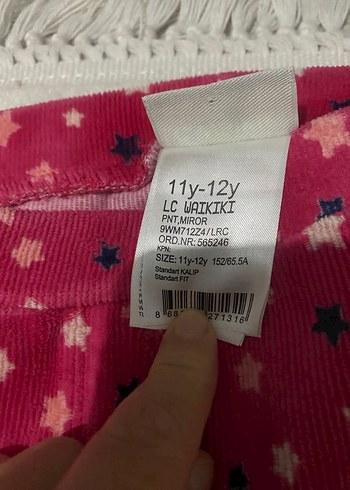 11y-12y
LC WAIKIKI
PNT,MIROR
9WM712Z4/LRC
ORD.NR: 565246
KPN:
SIZE: 11y-12y 152/65.5A
Standart KALIP
Standart FIT